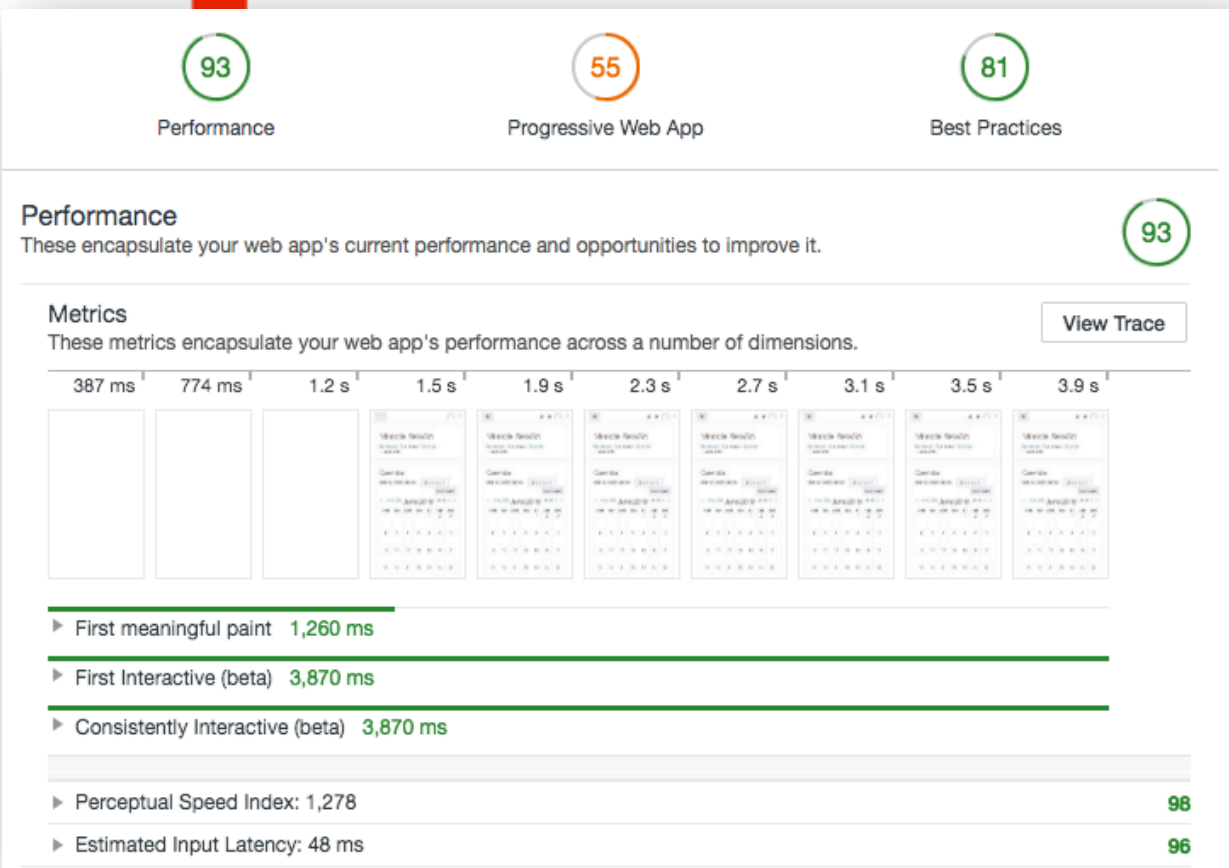 93
55
81
Performance
Progressive Web App
Best Practices
Performance
These encapsulate your web app's current performance and opportunities to improve it.
93
Metrics
These metrics encapsulate your web app's performance across a number of dimensions.
View Trace
387 ms 774 ms 1.2 s 1.5 s 1.9 s 2.3 s 2.7 s 3.1 s 3.5 s 3.9 s
First meaningful paint 1,260 ms
First Interactive (beta) 3,870 ms
Consistently Interactive (beta) 3,870 ms
Perceptual Speed Index: 1,278 98
Estimated Input Latency: 48 ms 96